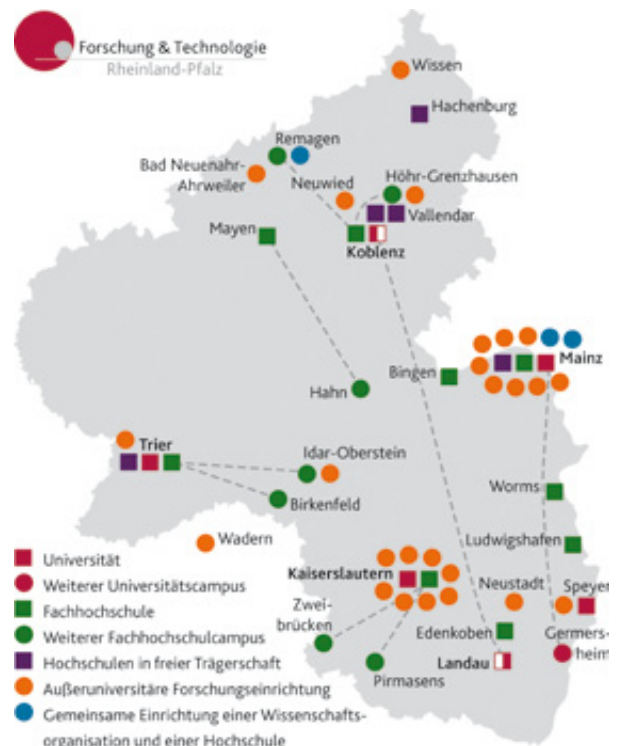 Forschung & Technologie
Rheinland-Pfalz
Wissen
Hachenburg
Remagen
Bad Neuenahr-
Ahrweiler
Neuwied
Höhr-Grenzhausen
Mayen
Vallendar
Koblenz
Mainz
Bingen
Hahn
Trier
Idar-Oberstein
Birkenfeld
Worms
Wadern
Ludwigshafen
Kaiserslautern
Neustadt
Speyer
Zwei-
brücken
Edenkoben
Germers-
heim
Landau
Pirmasens
Universität
Weiterer Universitätscampus
Fachhochschule
Weiterer Fachhochschulcampus
Hochschulen in freier Trägerschaft
Außeruniversitäre Forschungseinrichtung
Gemeinsame Einrichtung einer Wissenschafts-
organisation und einer Hochschule